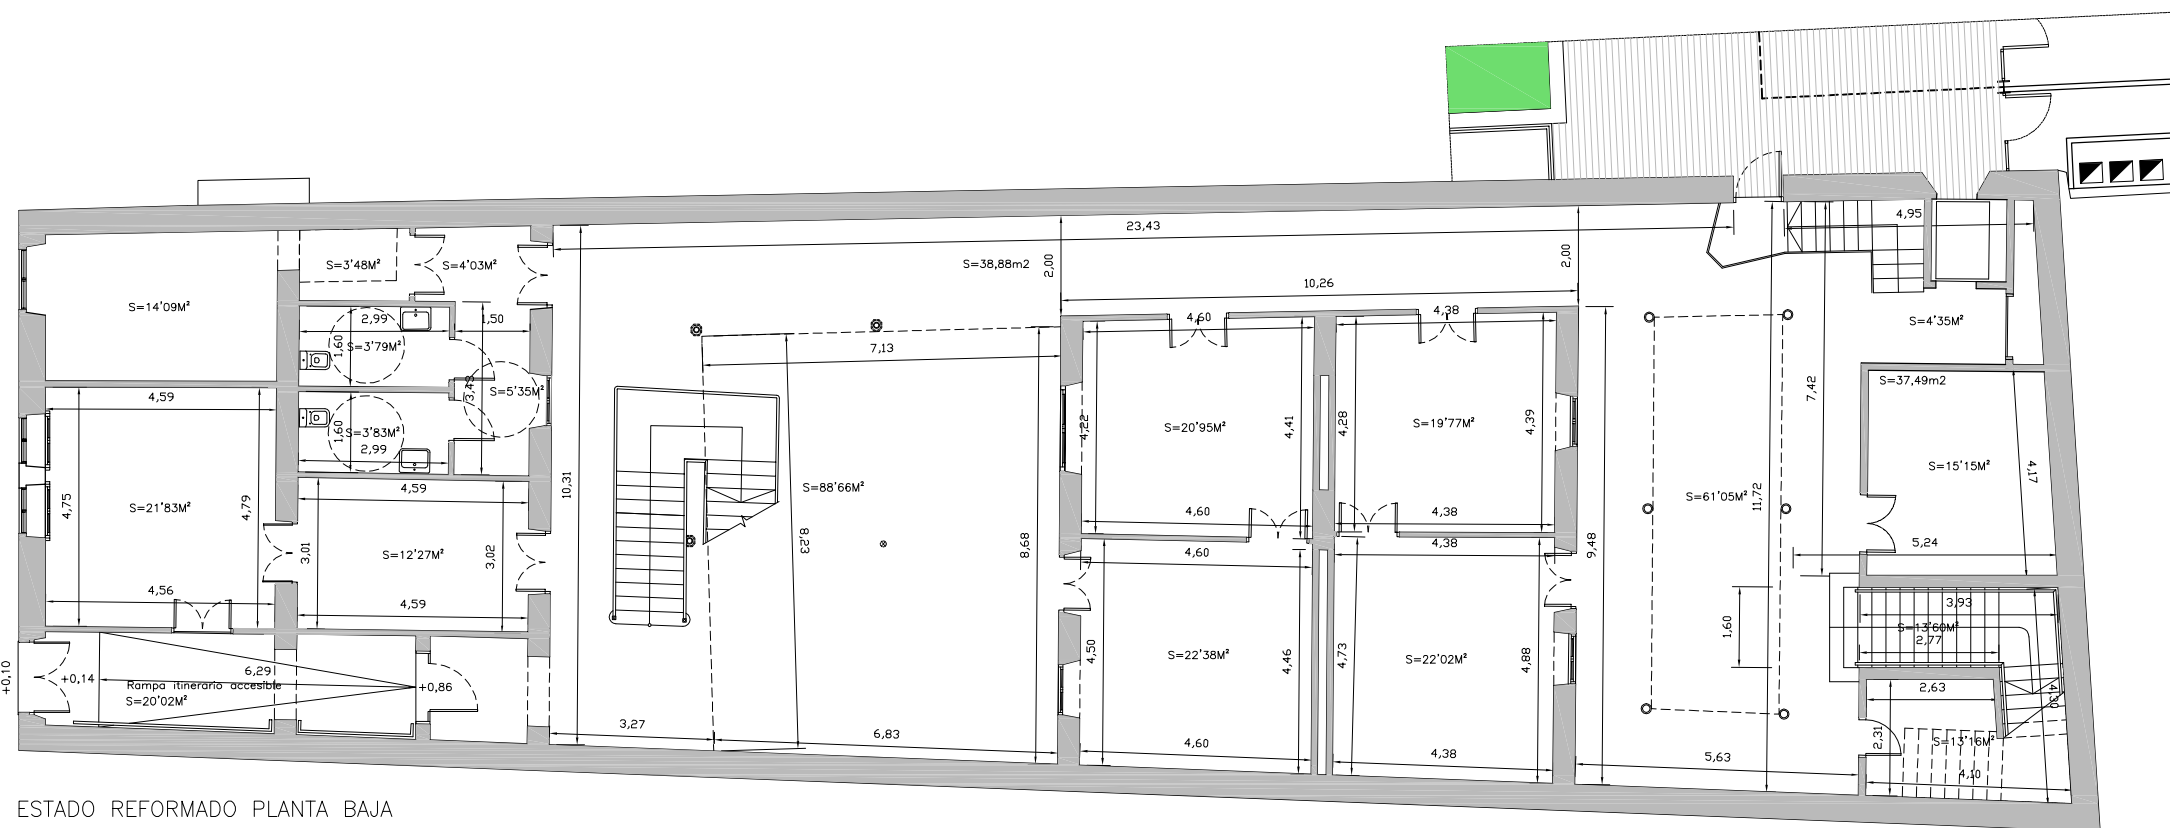 4,95
23,43
S=3'48M²
S=4'03M²
S=38,88m2
2,00
2,00
10,26
S=14'09M²
2,99
1,50
4,60
4,38
S=4'35M²
1,60
S=3'79M²
7,13
S=37,49m2
7,42
4,59
3,43
S=5'35M²
4,22
4,41
4,28
4,39
S=20'95M²
S=19'77M²
1,60
S=3'83M²
2,99
S=15'15M²
4,17
4,59
10,31
S=88'66M²
S=61'05M²
11,72
4,75
S=21'83M²
4,79
4,60
4,38
3,01
S=12'27M²
3,02
8,23
8,68
4,60
4,38
9,48
5,24
4,56
4,59
3,93
S=13'60M²
2,77
1,60
4,50
S=22'38M²
4,46
4,73
S=22'02M²
4,88
+0,10
+0,14
6,29
Rampa itinerario accesible
S=20'02M²
+0,86
2,63
4,30
3,27
6,83
4,60
4,38
5,63
2,31
S=13'16M²
4,10
ESTADO REFORMADO PLANTA BAJA